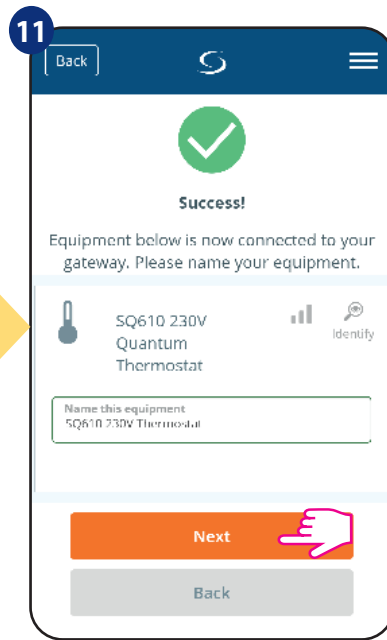 11
Back
Success!
Equipment below is now connected to your
gateway. Please name your equipment.
SQ610 230V
Quantum
Thermostat
Identify
Name this equipment
SQ610 230V Thermostat
Next
Back